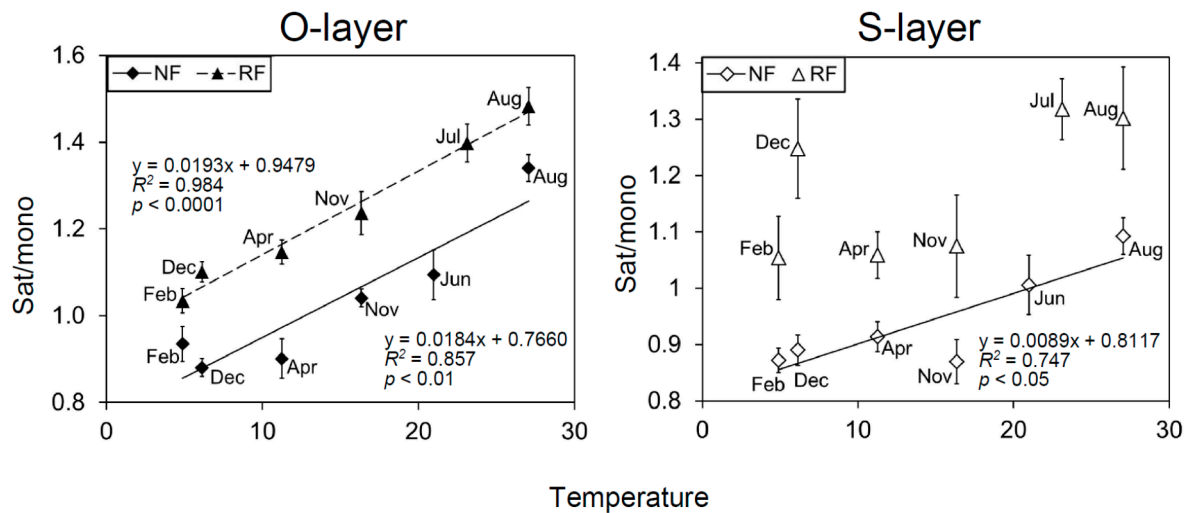 O-layer
S-layer
NF RF
1.6
1.4
1.2
1.0
0.8
Sat/mono
0 10 20 30
y = 0.0193x + 0.9479
R² = 0.984
p < 0.0001
Feb
Dec
Apr
Nov
Jul
Aug
Feb
Dec
Apr
Nov
Jun
Aug
y = 0.0184x + 0.7660
R² = 0.857
p < 0.01
NF RF
1.4
1.3
1.2
1.1
1
0.9
0.8
Sat/mono
0 10 20 30
Feb
Dec
Apr
Nov
Jul
Aug
Feb
Dec
Apr
Nov
Jun
Aug
y = 0.0089x + 0.8117
R² = 0.747
p < 0.05
Temperature